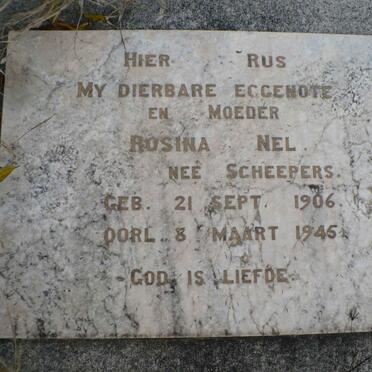 HIER RUS
MY DIERBARE EGGENOTE
EN MOEDER
ROSINA NEL.
NEE SCHEEPERS.
GEB. 21 SEPT. 1906
OORL. 8 MAART 1945
GOD IS LIEFDE